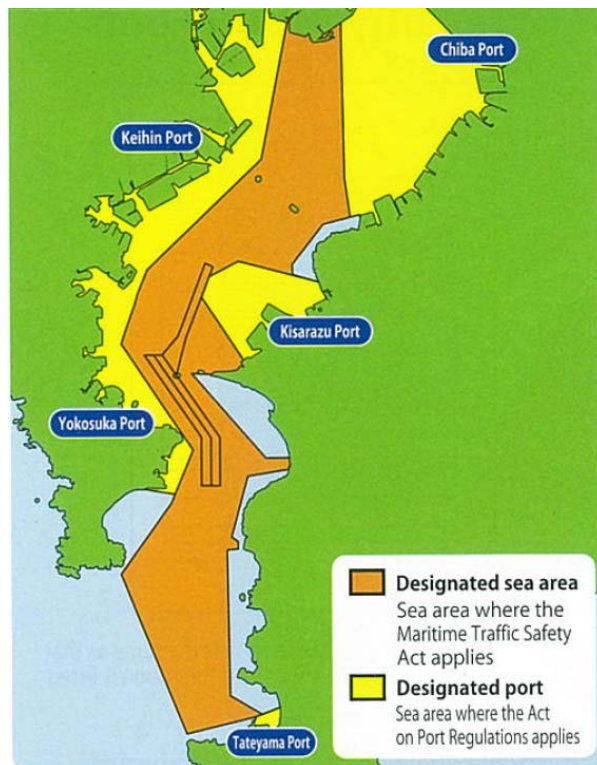 Chiba Port
Keihin Port
Kisarazu Port
Yokosuka Port
Designated sea area
Sea area where the
Maritime Traffic Safety
Act applies
Designated port
Sea area where the Act
on Port Regulations applies
Tateyama Port